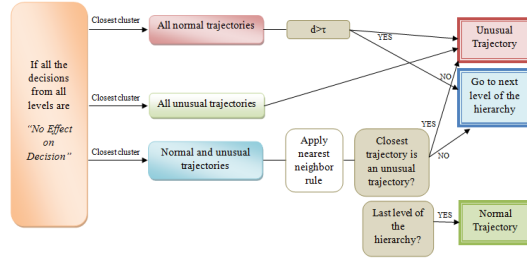 If all the
decisions
from all
levels are
"No Effect
on
Decision"
Closest cluster
All normal trajectories
d>τ
YES
NO
Unusual
Trajectory
Closest cluster
All unusual trajectories
Go to next
level of the
hierarchy
Closest cluster
Normal and unusual
trajectories
Apply
nearest
neighbor
rule
Closest
trajectory is
an unusual
trajectory?
YES
NO
Last level of
the
hierarchy?
YES
Normal
Trajectory